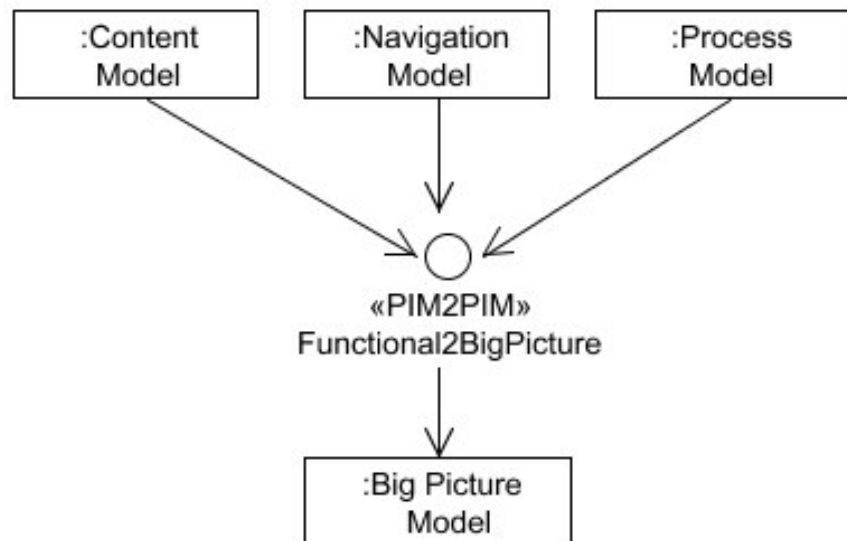 :Content
Model
:Navigation
Model
:Process
Model
«PIM2PIM»
Functional2BigPicture
:Big Picture
Model